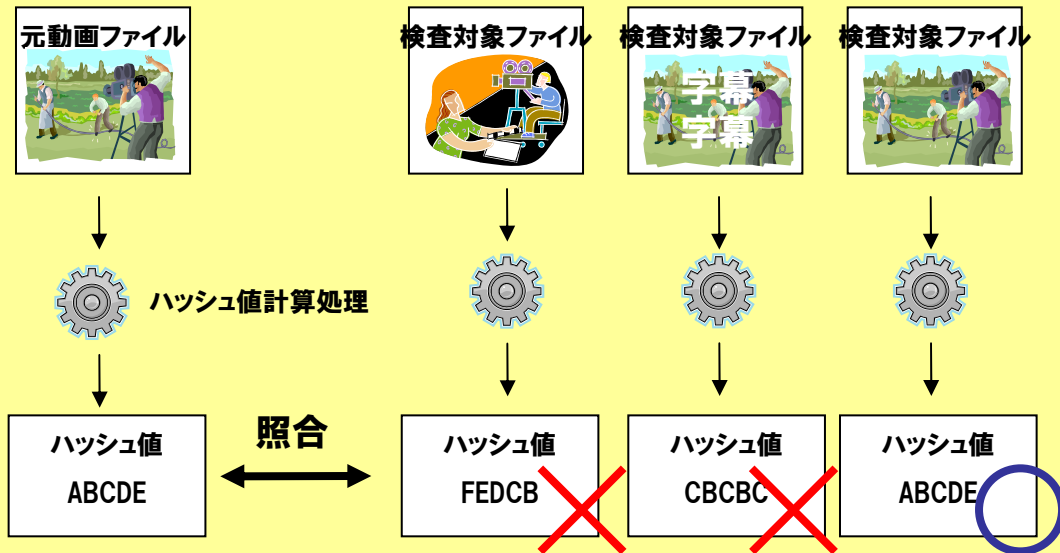 元動画ファイル
検査対象ファイル
検査対象ファイル
検査対象ファイル
字幕
字幕
ハッシュ値計算処理
ハッシュ値
ABCDE
照合
ハッシュ値
FEDCB
ハッシュ値
CBCBC
ハッシュ値
ABCDE